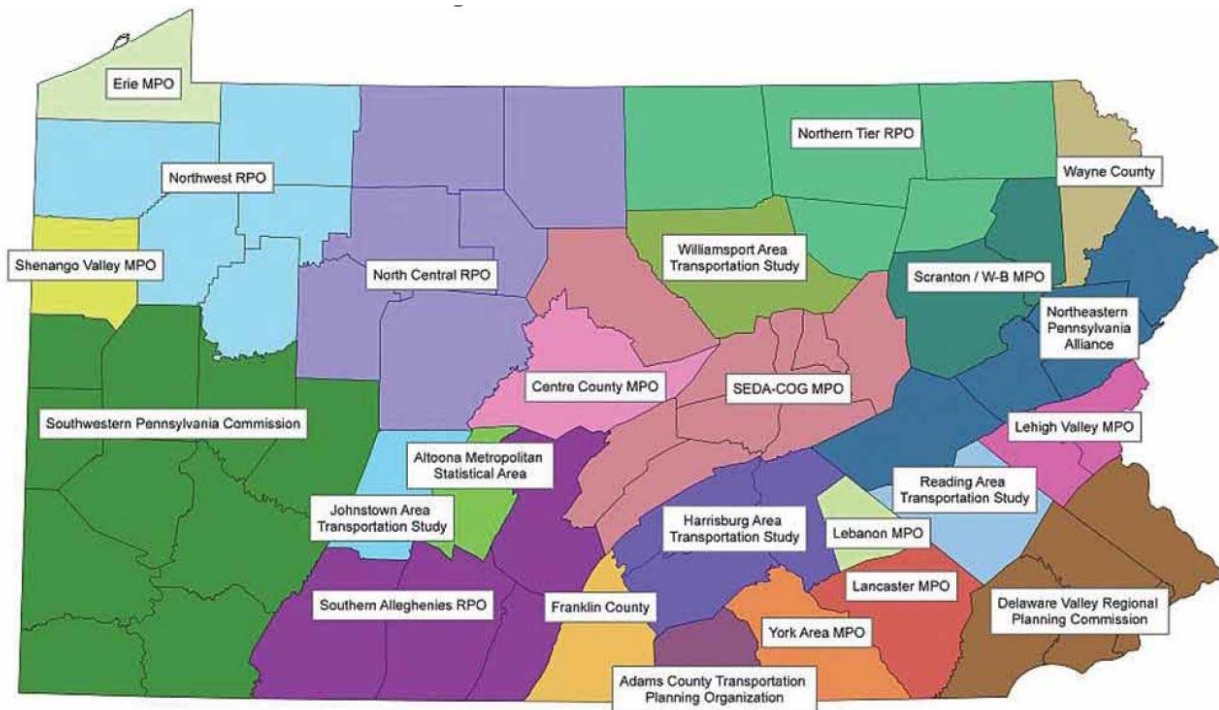 Erie MPO
Northern Tier RPO
Wayne County
Northwest RPO
Shenango Valley MPO
North Central RPO
Williamsport Area
Transportation Study
Scranton / W-B MPO
Northeastern
Pennsylvania
Alliance
Centre County MPO
SEDA-COG MPO
Southwestern Pennsylvania Commission
Lehigh Valley MPO
Altoona Metropolitan
Statistical Area
Reading Area
Transportation Study
Johnstown Area
Transportation Study
Harrisburg Area
Transportation Study
Lebanon MPO
Lancaster MPO
Southern Alleghenies RPO
Franklin County
Delaware Valley Regional
Planning Commission
York Area MPO
Adams County Transportation
Planning Organization